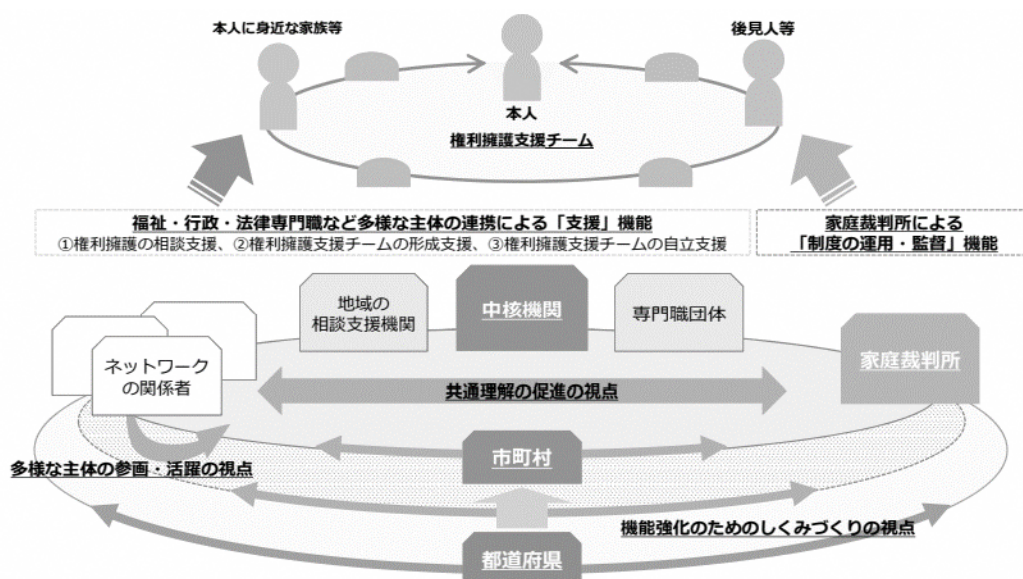 本人に身近な家族等
後見人等
本人
権利擁護支援チーム
福祉・行政・法律専門職など多様な主体の連携による「支援」機能
①権利擁護の相談支援、②権利擁護支援チームの形成支援、③権利擁護支援チームの自立支援
家庭裁判所による
「制度の運用・監督」機能
地域の
相談支援機関
中核機関
専門職団体
ネットワーク
の関係者
家庭裁判所
共通理解の促進の視点
市町村
多様な主体の参画・活躍の視点
機能強化のためのしくみづくりの視点
都道府県